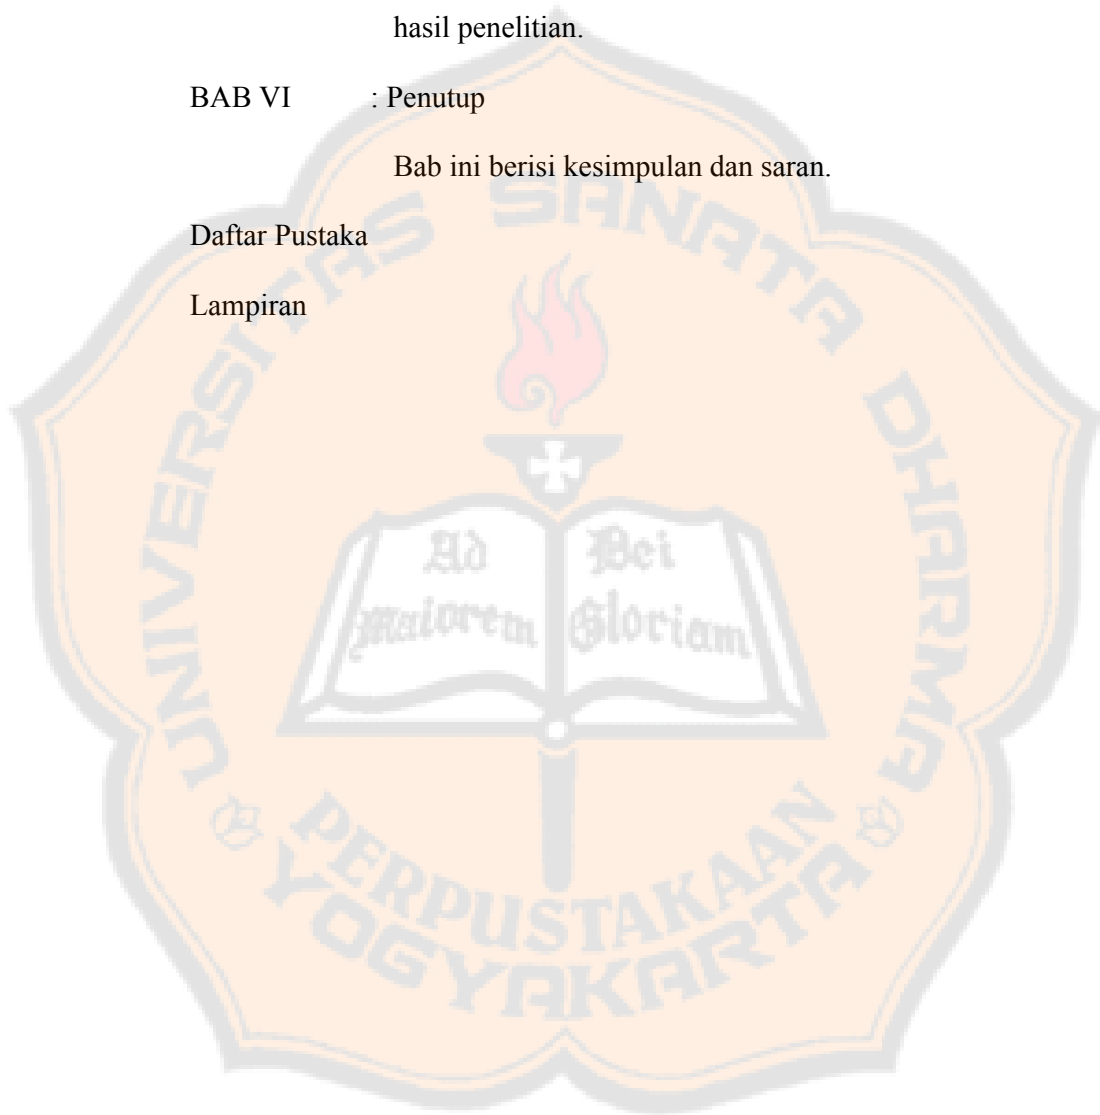 hasil penelitian.
BAB VI : Penutup
Bab ini berisi kesimpulan dan saran.
Daftar Pustaka
Lampiran
UNIVERSITAS SANATA DHARMA
Ad Dei
maiorem Gloriam
PERPUSTAKAAN
YOGYAKARTA